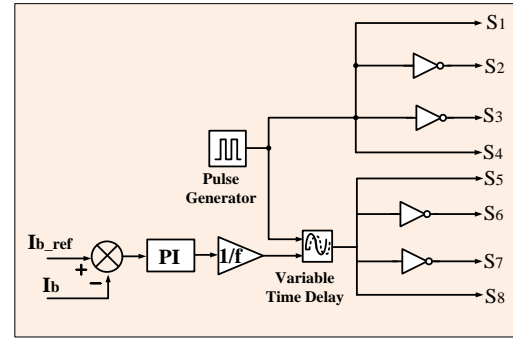 S1
S2
S3
S4
Pulse
Generator
S5
S6
S7
S8
Ib_ref
+
−
Ib
PI
1/f
Variable
Time Delay